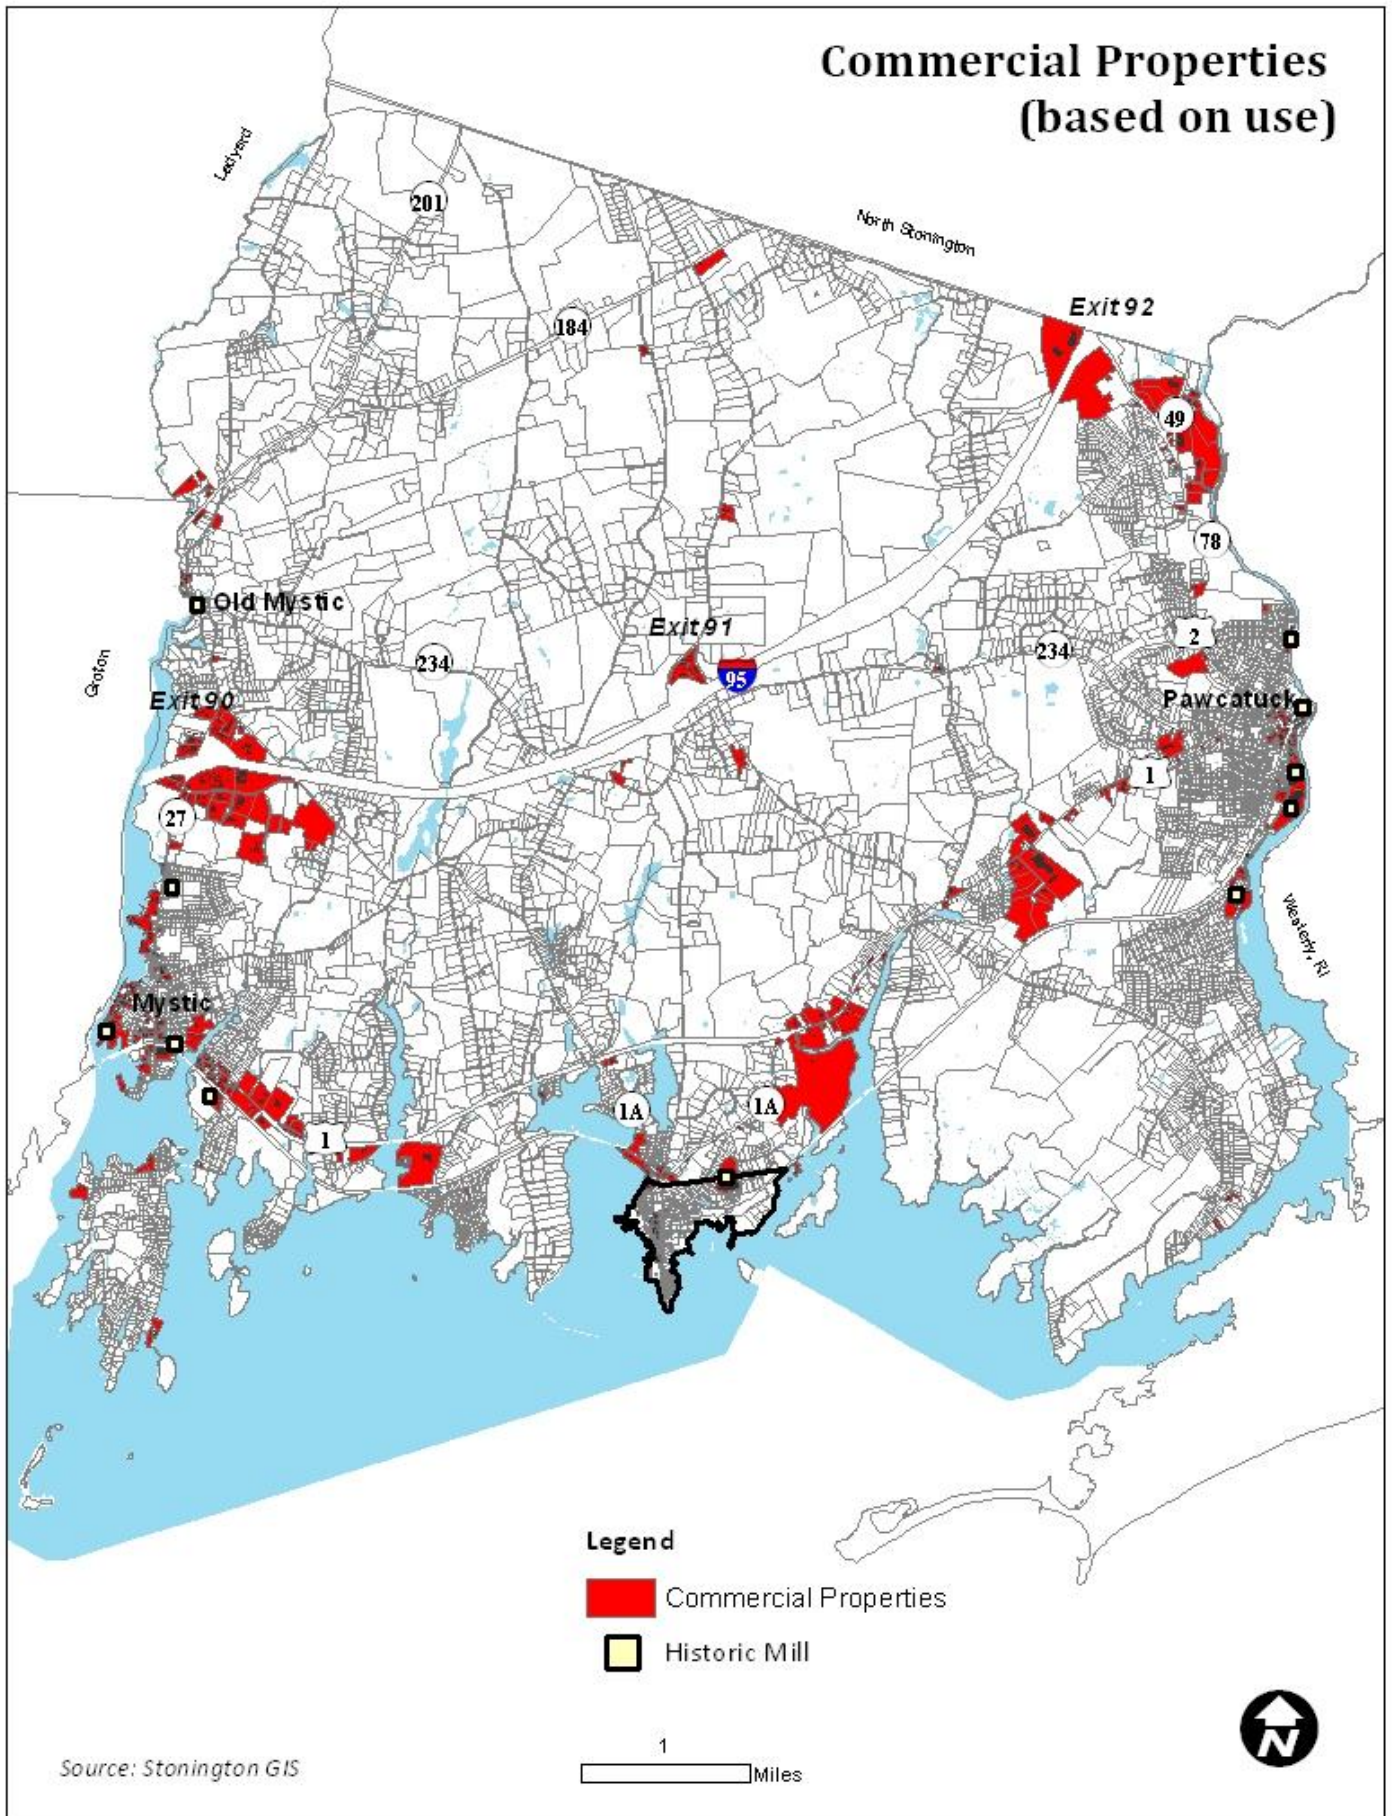 Commercial Properties
(based on use)
Ledyard
201
North Stonington
184
Exit 92
49
78
Old Mystic
Exit 91
2
234
234
95
Groton
Exit 90
Pawcatuck
1
27
Westerly, RI
Mystic
1A
1A
1
Legend
Commercial Properties
Historic Mill
N
1
Miles
Source: Stonington GIS